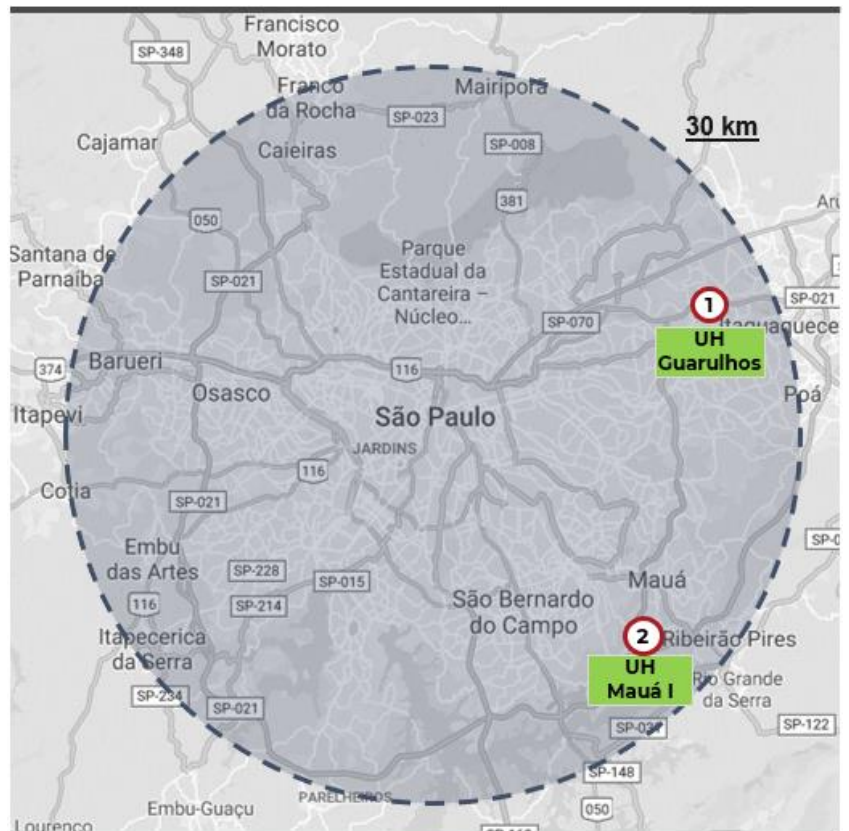 Francisco
Morato
SP-348
Franco
da Rocha
Mairiporã
SP-023
30 km
Cajamar
Caieiras
SP-008
381
050
Santana de
Parnaíba
Parque
Estadual da
Cantareira –
Núcleo...
SP-021
SP-021
1
SP-070
Itaquaquece
UH
Guarulhos
374
Barueri
116
Osasco
Poá
Itapevi
São Paulo
JARDINS
116
Cotia
SP-021
Embu
das Artes
SP-228
SP-015
Mauá
116
SP-214
São Bernardo
do Campo
Itapecerica
da Serra
2
Ribeirão Pires
UH
Mauá I
Rio Grande
da Serra
SP-234
SP-021
SP-122
SP-148
PARELHEIROS
Embu-Guaçu
050